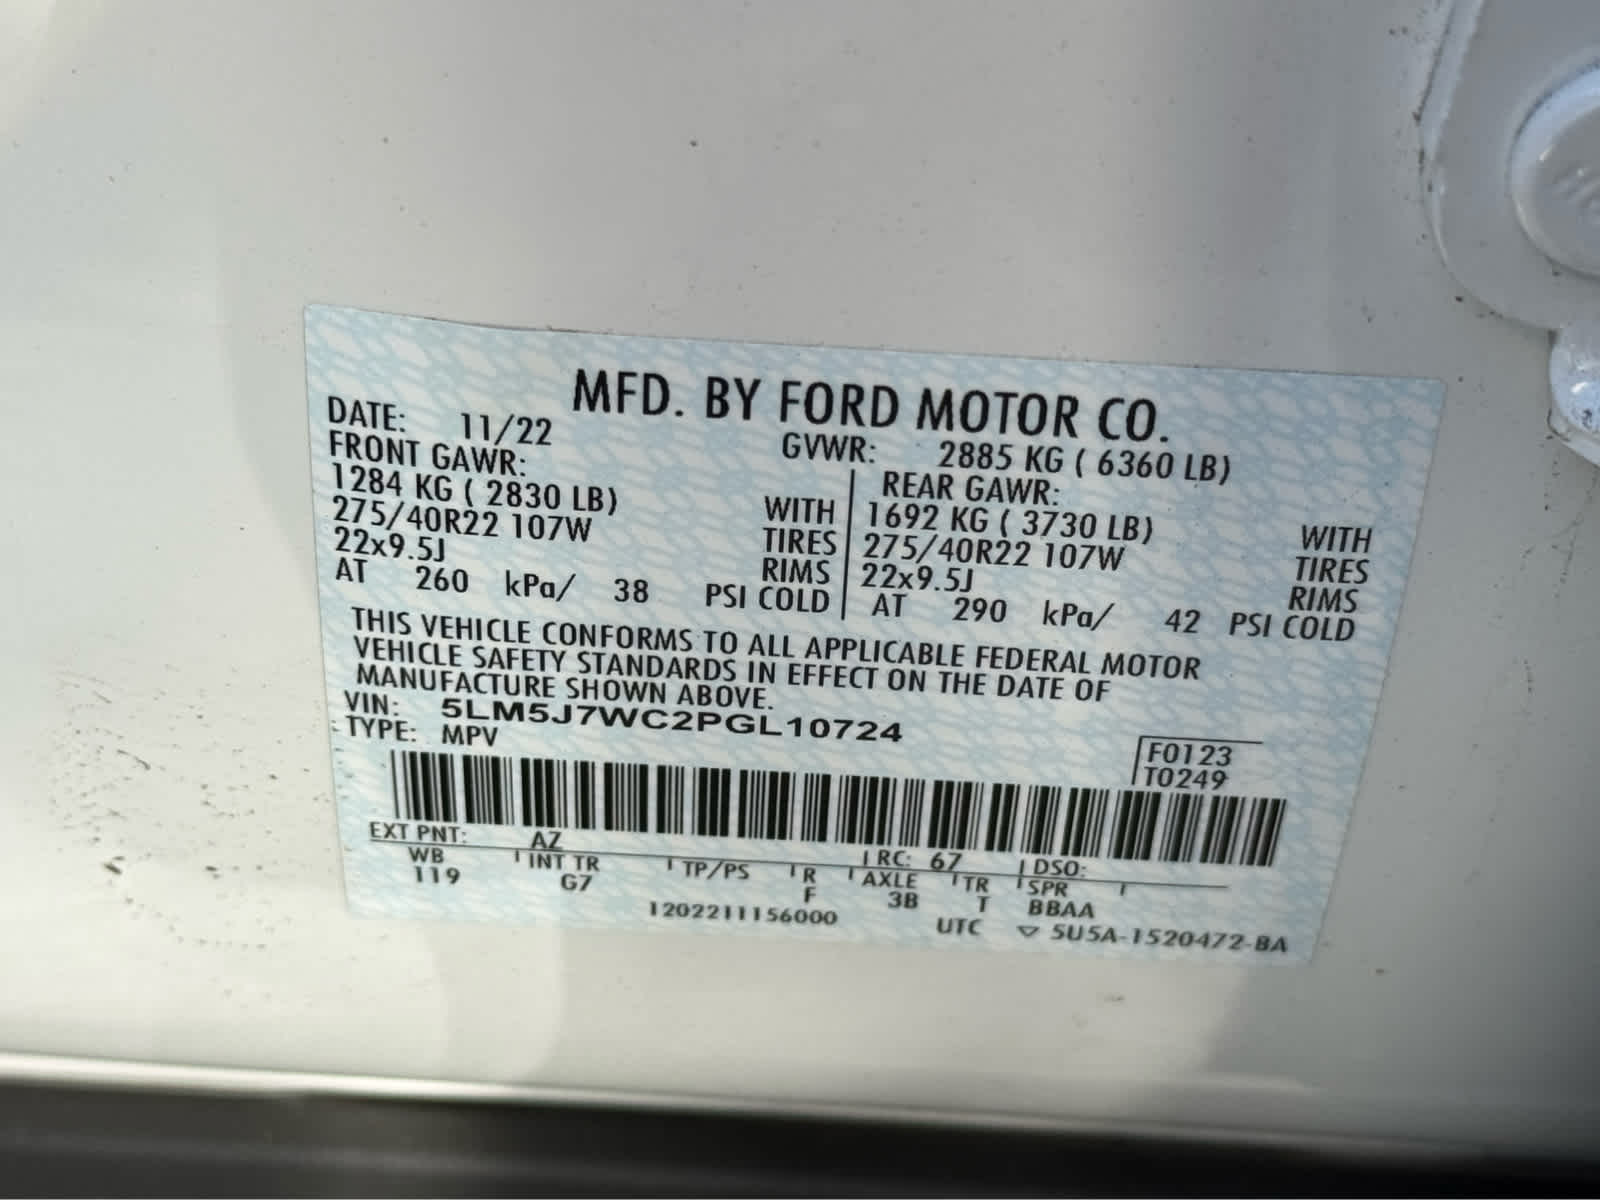 MFD. BY FORD MOTOR CO.
DATE: 11/22 GVWR: 2885 KG ( 6360 LB)
FRONT GAWR: REAR GAWR:
1284 KG ( 2830 LB) WITH 1692 KG ( 3730 LB) WITH
275/40R22 107W TIRES 275/40R22 107W TIRES
22x9.5J RIMS 22x9.5J RIMS
AT 260 kPa/ 38 PSI COLD AT 290 kPa/ 42 PSI COLD
THIS VEHICLE CONFORMS TO ALL APPLICABLE FEDERAL MOTOR
VEHICLE SAFETY STANDARDS IN EFFECT ON THE DATE OF
MANUFACTURE SHOWN ABOVE.
VIN: 5LM5J7WC2PGL10724
TYPE: MPV
F0123
T0249
EXT PNT: AZ RC: 67 DSO:
WB INT TR TP/PS R AXLE TR SPR
119 G7 F 3B T BBAA
1202211156000 UTC ▽ 5U5A-1520472-BA